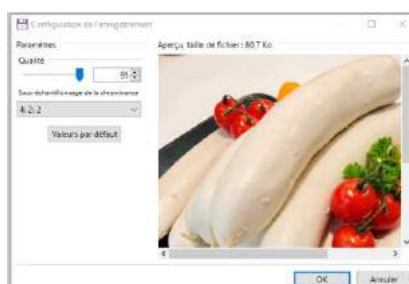 Configuration de l'enregistrement
Paramètres
Aperçu, taille de fichier : 80,7 Ko
Qualité
95
Sous-échantillonnage de la chrominance
4: 2: 2
Valeurs par défaut
OK
Annuler